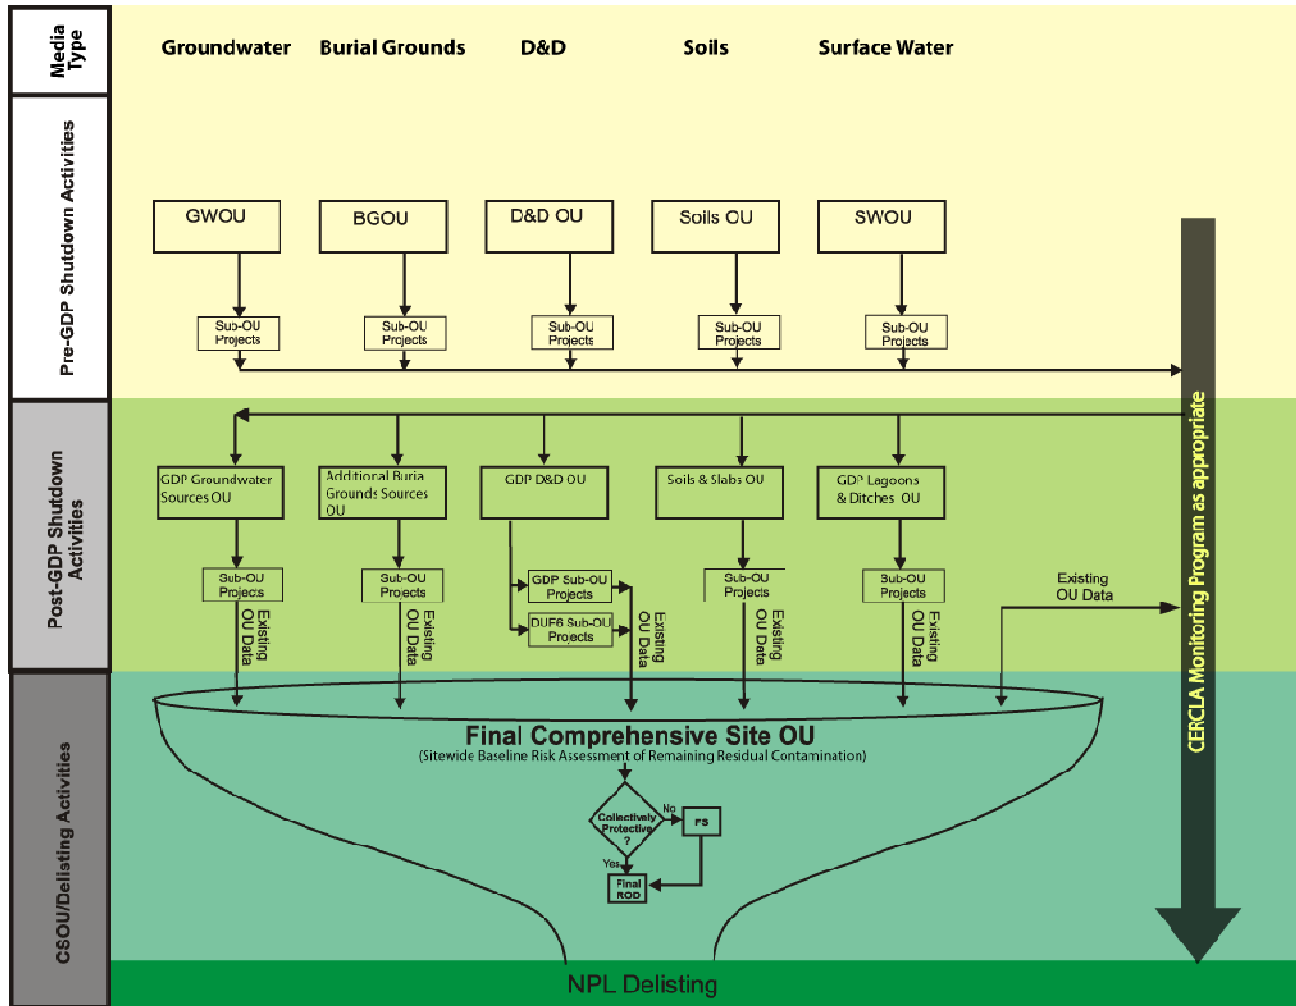 Media
Type
Groundwater
Burial Grounds
D&D
Soils
Surface Water
Pre-GDP Shutdown Activities
GWOU
BGOU
D&D OU
Soils OU
SWOU
Sub-OU
Projects
Sub-OU
Projects
Sub-OU
Projects
Sub-OU
Projects
Sub-OU
Projects
CERCLA Monitoring Program as appropriate
Post-GDP Shutdown
Activities
GDP Groundwater
Sources OU
Additional Buria
Grounds Sources
OU
GDP D&D OU
Soils & Slabs OU
GDP Lagoons
& Ditches OU
Sub-OU
Projects
Sub-OU
Projects
GDP Sub-OU
Projects
DUF6 Sub-OU
Projects
Sub-OU
Projects
Sub-OU
Projects
Existing
OU Data
Existing
OU Data
Existing
OU Data
Existing
OU Data
Existing
OU Data
Existing
OU Data
CSOU/Delisting Activities
Final Comprehensive Site OU
(Sitewide Baseline Risk Assessment of Remaining Residual Contamination)
Collectively
Protective
?
No
FS
Yes
Final
ROD
NPL Delisting